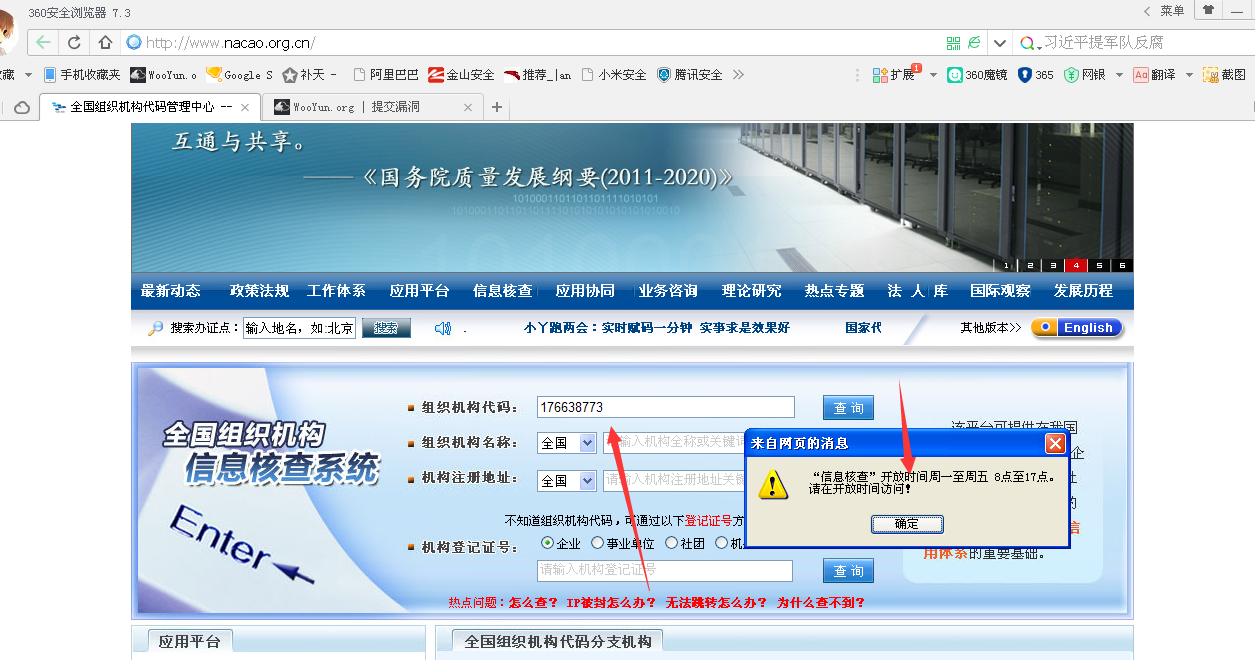 360安全浏览器 7.3
菜单
http://www.nacao.org.cn/
习近平提军队反腐
藏 手机收藏夹 WooYun.o Google S 补天 - 阿里巴巴 金山安全 推荐_|an 小米安全 腾讯安全 »
扩展 1 360魔镜 365 网银 Aa 翻译 截图
全国组织机构代码管理中心 --
WooYun.org | 提交漏洞
互通与共享。
——《国务院质量发展纲要(2011-2020)》
1 2 3 4 5 6
最新动态 政策法规 工作体系 应用平台 信息核查 应用协同 业务咨询 理论研究 热点专题 法 人 库 国际观察 发展历程
搜索办证点： 输入地名，如:北京 搜索
小丫跑两会：实时赋码一分钟 实事求是效果好 国家代
其他版本>> English
全国组织机构
信息核查系统
Enter
组织机构代码： 176638773 查 询
组织机构名称： 全国 输入机构全称或关键词
机构注册地址： 全国 请输入机构注册地址关键
不知道组织机构代码，可通过以下登记证号方
机构登记证号： 企业 事业单位 社团 机
请输入机构登记证号 查 询
热点问题：怎么查？ IP被封怎么办？ 无法跳转怎么办？ 为什么查不到？
该平台可提供在我国
企
的
信
用体系的重要基础。
来自网页的消息
“信息核查”开放时间周一至周五 8点至17点。
请在开放时间访问!
确定
应用平台
全国组织机构代码分支机构